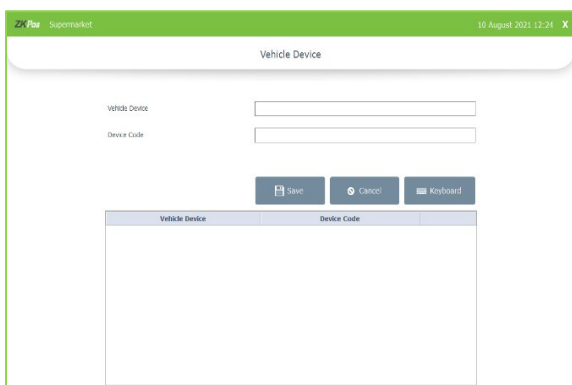 ZKPos Supermarket 10 August 2021 12:24 X
Vehicle Device
Vehicle Device
Device Code
Save Cancel Keyboard
Vehicle Device Device Code